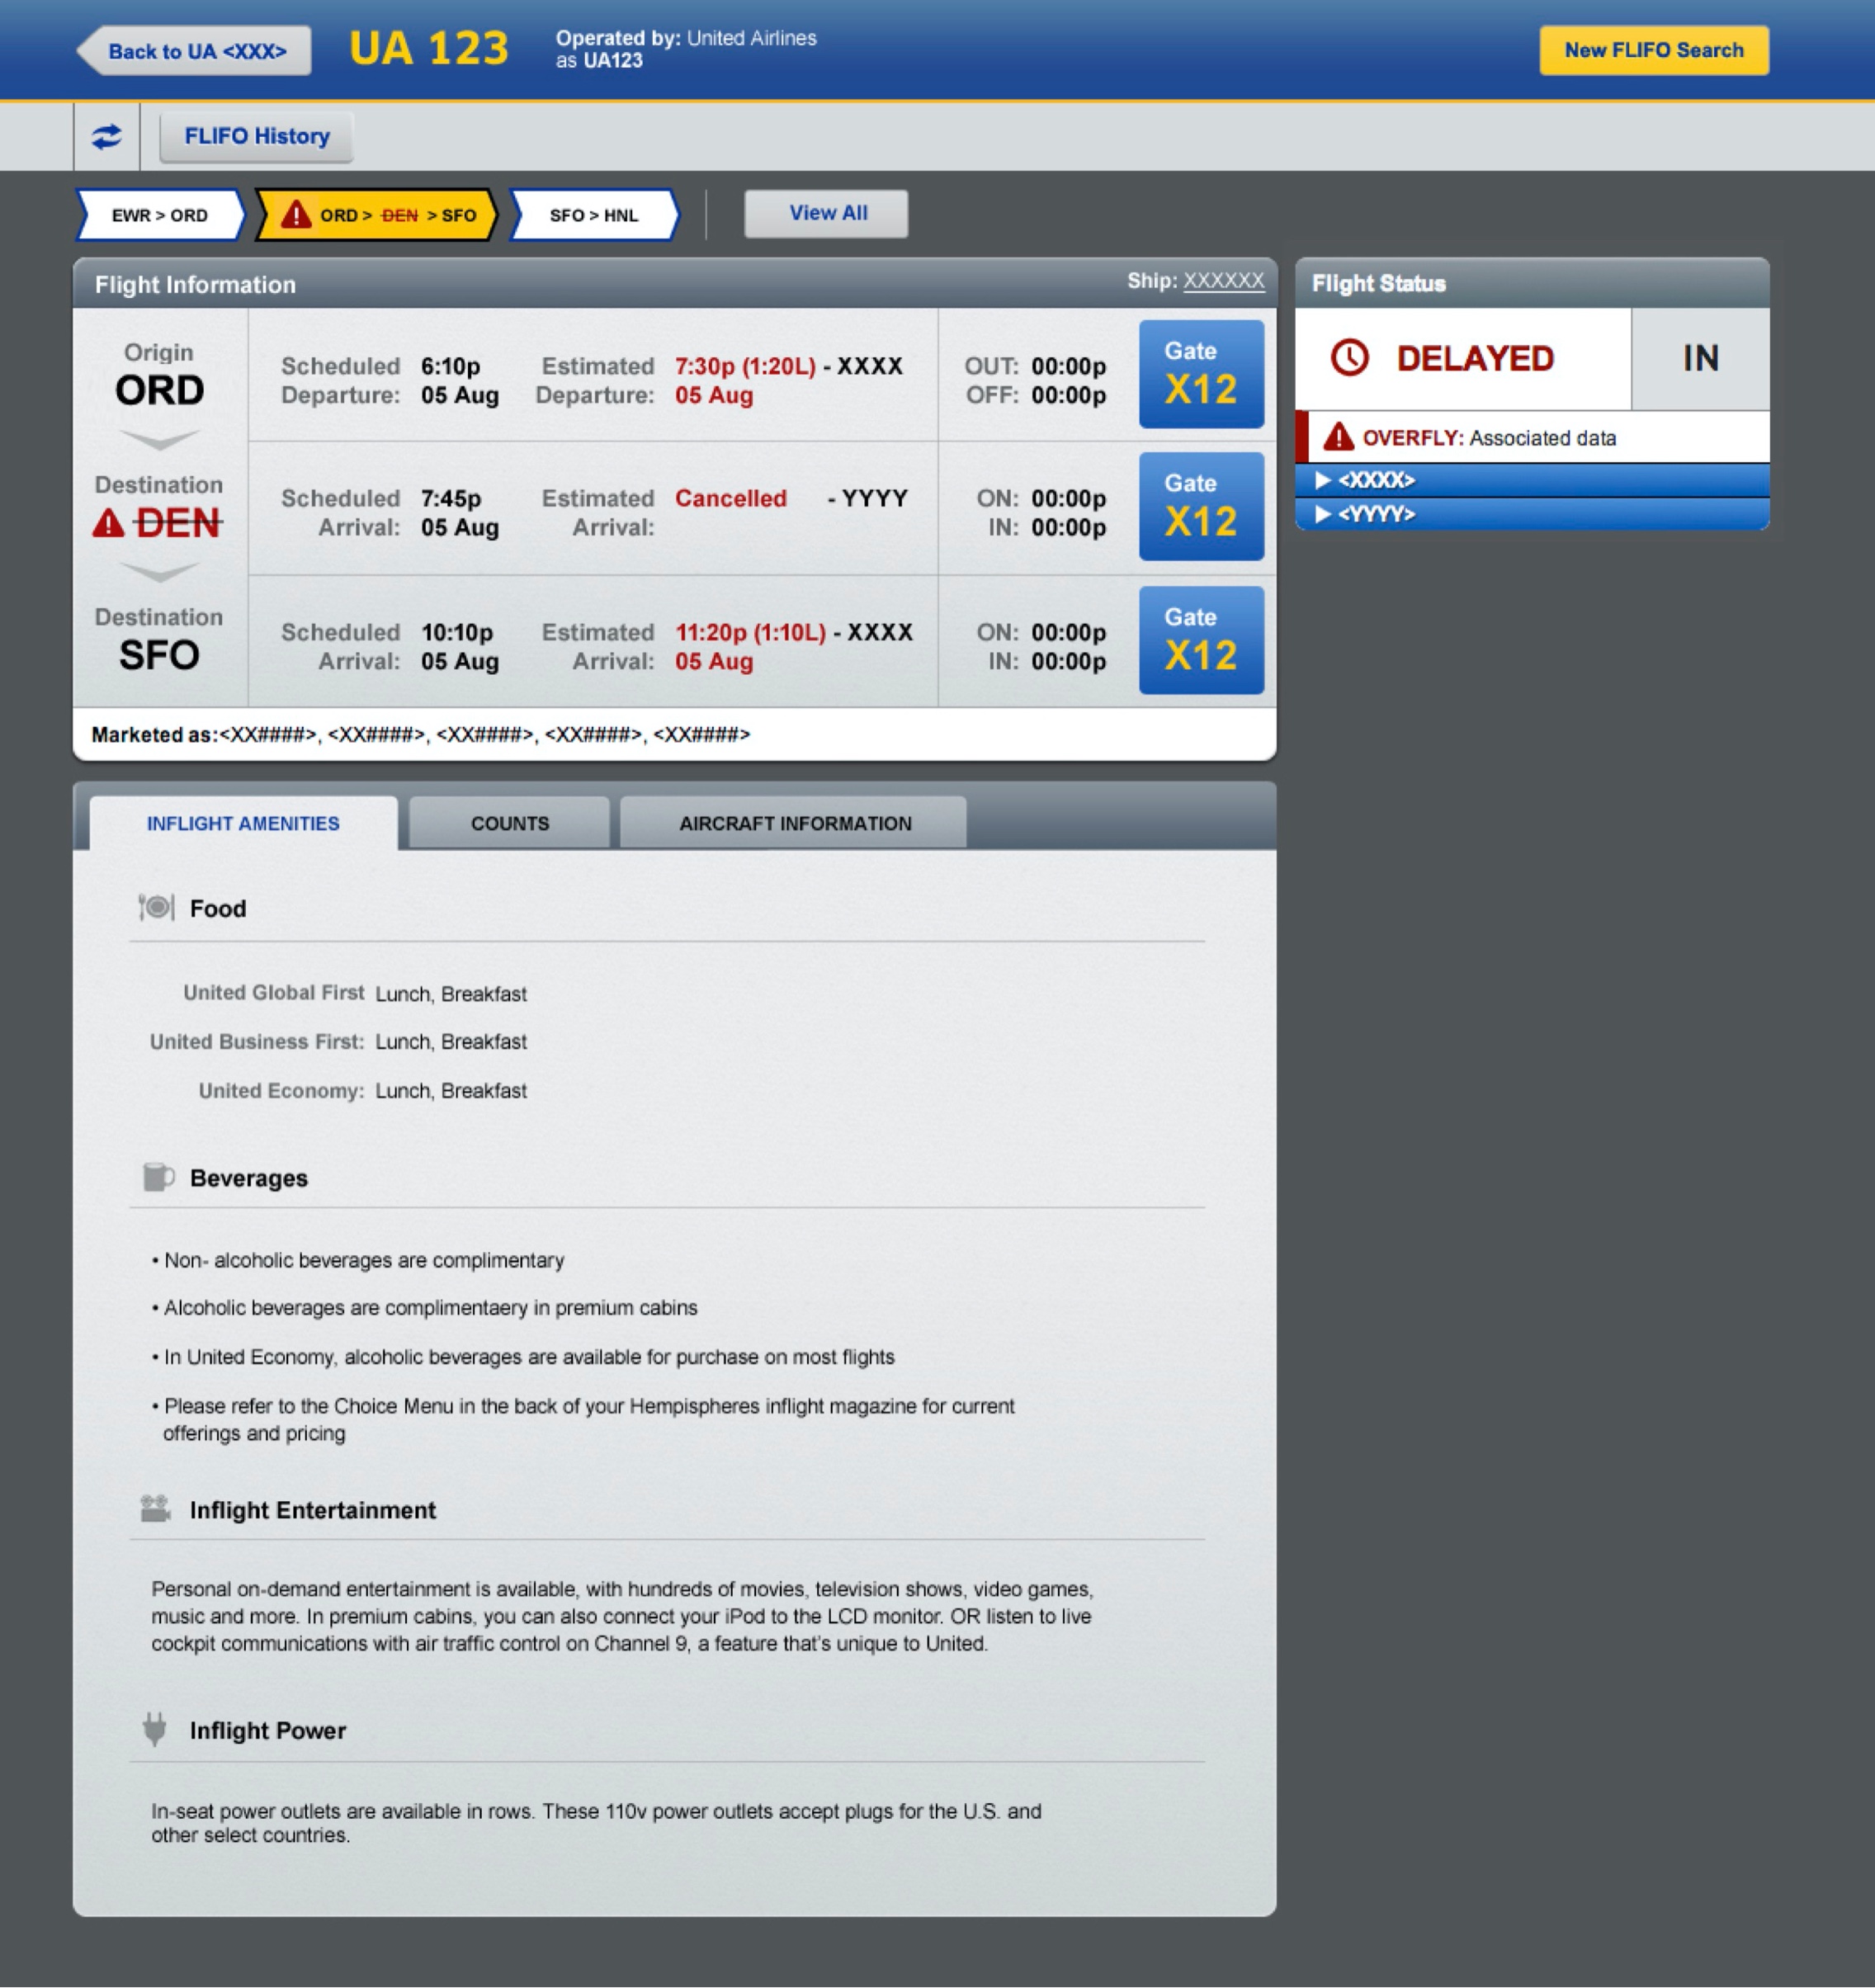 Back to UA <XXX>
UA 123
Operated by: United Airlines
as UA123
New FLIFO Search
FLIFO History
EWR > ORD
ORD > DEN > SFO
SFO > HNL
View All
Flight Information
Ship: XXXXXX
Origin
ORD
Scheduled Departure: 6:10p 05 Aug
Estimated Departure: 7:30p (1:20L) - XXXX 05 Aug
OUT: 00:00p
OFF: 00:00p
Gate
X12
Destination
DEN
Scheduled Arrival: 7:45p 05 Aug
Estimated Arrival: Cancelled - YYYY
ON: 00:00p
IN: 00:00p
Gate
X12
Destination
SFO
Scheduled Arrival: 10:10p 05 Aug
Estimated Arrival: 11:20p (1:10L) - XXXX 05 Aug
ON: 00:00p
IN: 00:00p
Gate
X12
Marketed as:<XX####>, <XX####>, <XX####>, <XX####>, <XX####>
Flight Status
DELAYED
IN
OVERFLY: Associated data
<XXXX>
<YYYY>
INFLIGHT AMENITIES
COUNTS
AIRCRAFT INFORMATION
Food
United Global First Lunch, Breakfast
United Business First: Lunch, Breakfast
United Economy: Lunch, Breakfast
Beverages
• Non- alcoholic beverages are complimentary
• Alcoholic beverages are complimentaery in premium cabins
• In United Economy, alcoholic beverages are available for purchase on most flights
• Please refer to the Choice Menu in the back of your Hempispheres inflight magazine for current
offerings and pricing
Inflight Entertainment
Personal on-demand entertainment is available, with hundreds of movies, television shows, video games,
music and more. In premium cabins, you can also connect your iPod to the LCD monitor. OR listen to live
cockpit communications with air traffic control on Channel 9, a feature that's unique to United.
Inflight Power
In-seat power outlets are available in rows. These 110v power outlets accept plugs for the U.S. and
other select countries.